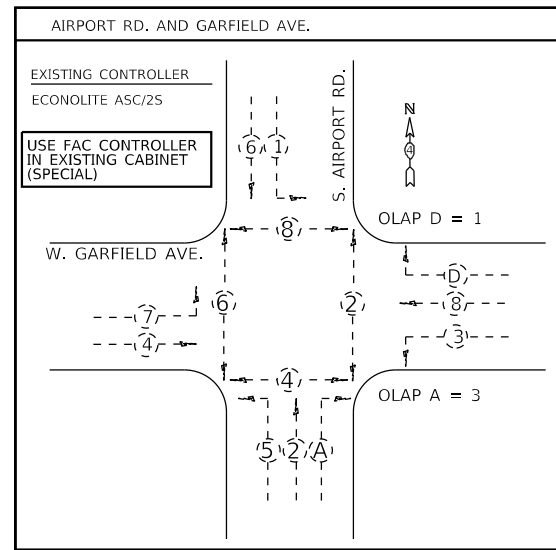 AIRPORT RD. AND GARFIELD AVE.
EXISTING CONTROLLER
ECONOLITE ASC/2S
USE FAC CONTROLLER
IN EXISTING CABINET
(SPECIAL)
S. AIRPORT RD.
N
4
6 1
OLAP D = 1
8
W. GARFIELD AVE.
D
7
6
2
8
4
3
4
OLAP A = 3
5 2 A